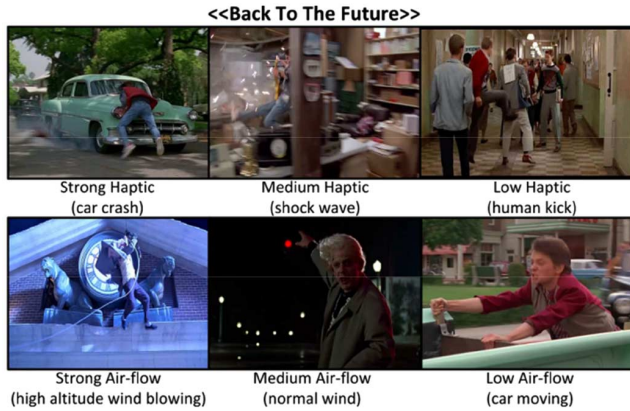 <<Back To The Future>>
Strong Haptic
(car crash)
Medium Haptic
(shock wave)
Low Haptic
(human kick)
Strong Air-flow
(high altitude wind blowing)
Medium Air-flow
(normal wind)
Low Air-flow
(car moving)